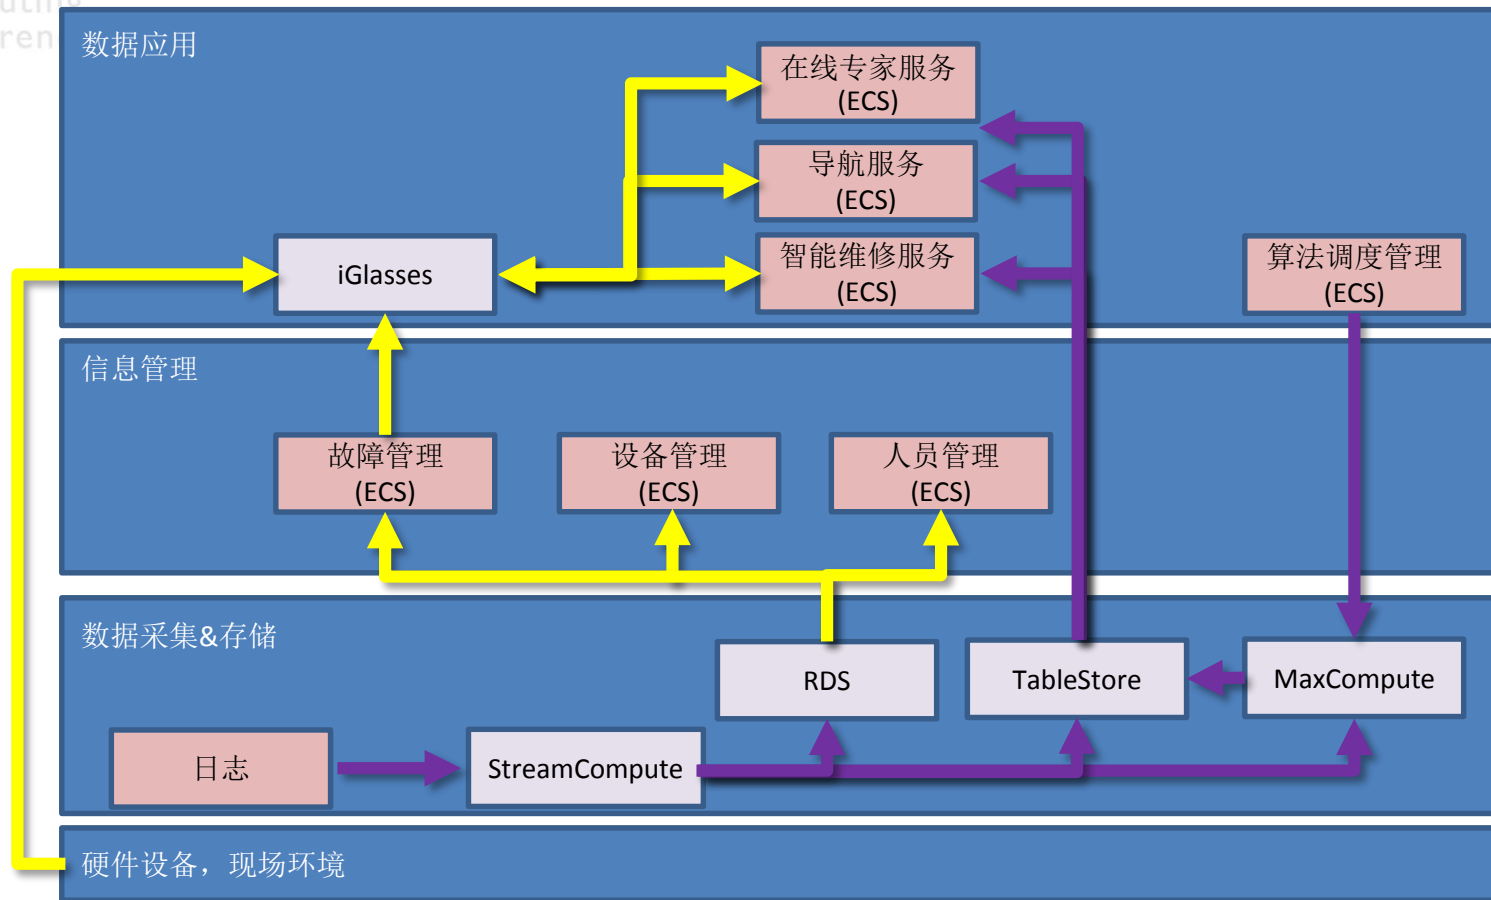 数据应用
在线专家服务
(ECS)
导航服务
(ECS)
智能维修服务
(ECS)
iGlasses
算法调度管理
(ECS)
信息管理
故障管理
(ECS)
设备管理
(ECS)
人员管理
(ECS)
数据采集&存储
RDS
TableStore
MaxCompute
日志
StreamCompute
硬件设备，现场环境